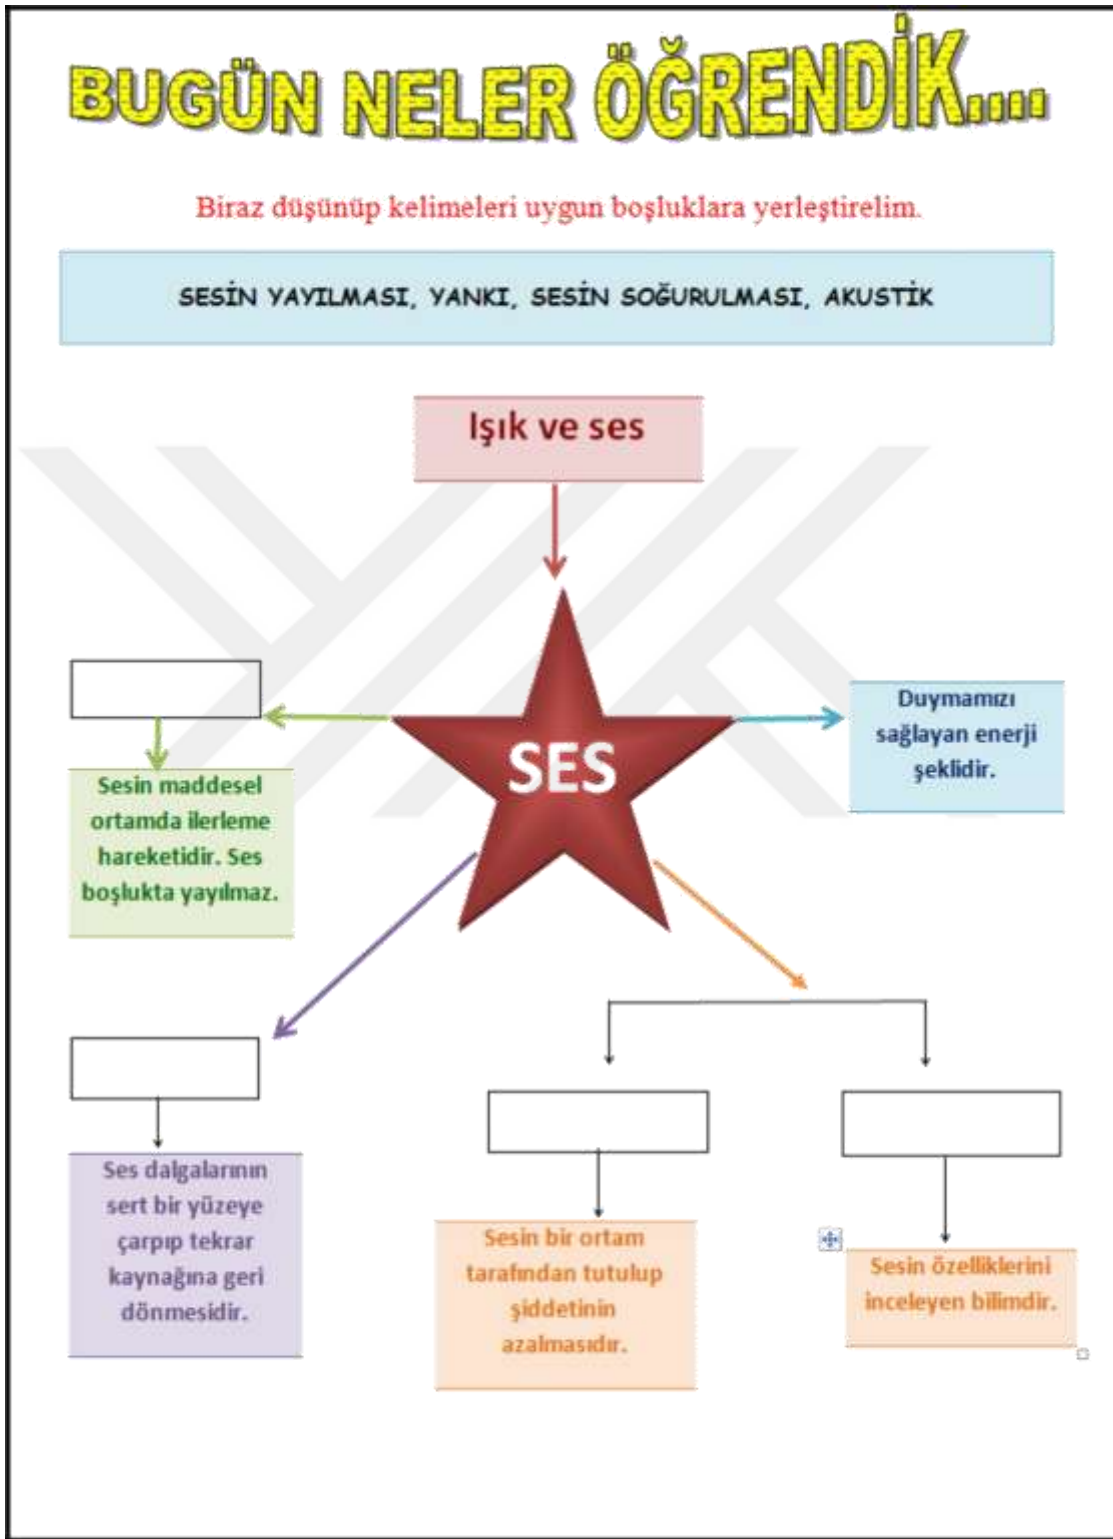 BUGÜN NELER ÖĞRENDİK....
Biraz düşünüp kelimeleri uygun boşluklara yerleştirelim.
SESİN YAYILMASI, YANKI, SESİN SOĞURULMASI, AKUSTİK
Işık ve ses
SES
Duymamızı
sağlayan enerji
şeklidir.
Sesin maddesel
ortamda ilerleme
hareketidir. Ses
boşlukta yayılmaz.
Ses dalgalarının
sert bir yüzeye
çarpıp tekrar
kaynağına geri
dönmesidir.
Sesin bir ortam
tarafından tutulup
şiddetinin
azalmasıdır.
Sesin özelliklerini
inceleyen bilimdir.